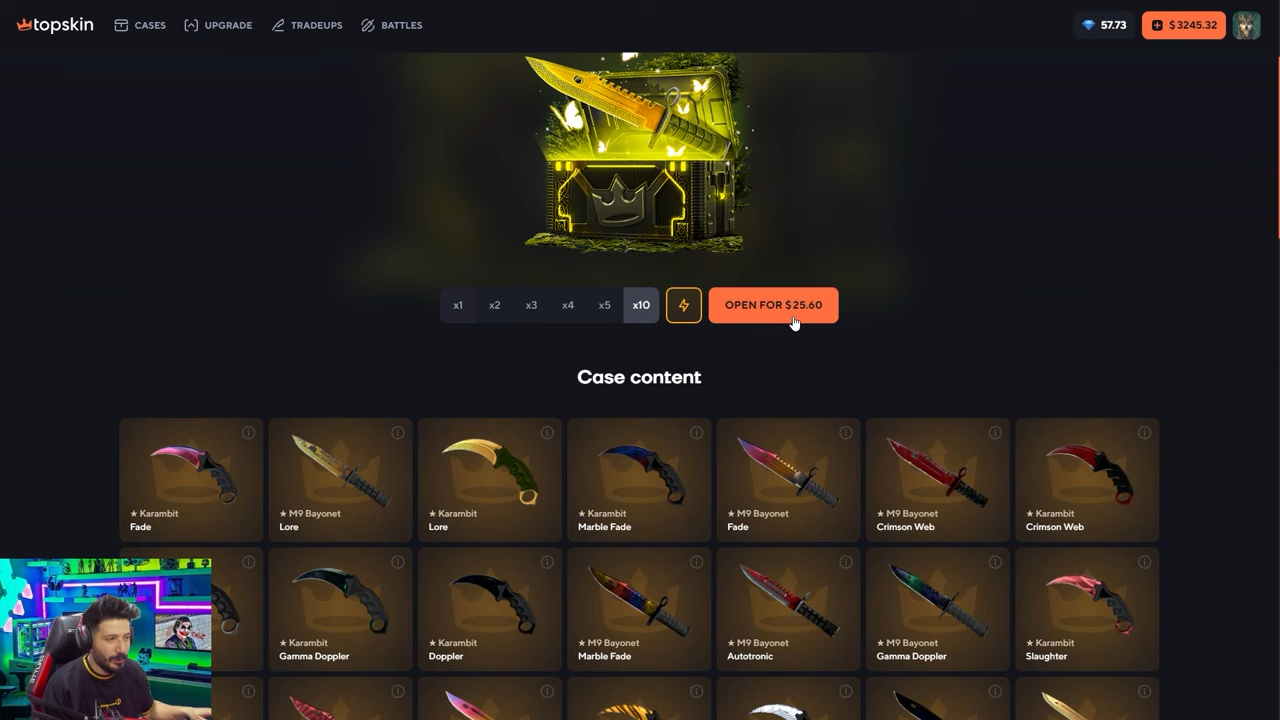 topskin
CASES
UPGRADE
TRADEUPS
BATTLES
57.73
$3245.32
x1
x2
x3
x4
x5
x10
OPEN FOR $25.60
Case content
★ Karambit
Fade
★ M9 Bayonet
Lore
★ Karambit
Lore
★ Karambit
Marble Fade
★ M9 Bayonet
Fade
★ M9 Bayonet
Crimson Web
★ Karambit
Crimson Web
★ Karambit
Gamma Doppler
★ Karambit
Doppler
★ M9 Bayonet
Marble Fade
★ M9 Bayonet
Autotronic
★ M9 Bayonet
Gamma Doppler
★ Karambit
Slaughter